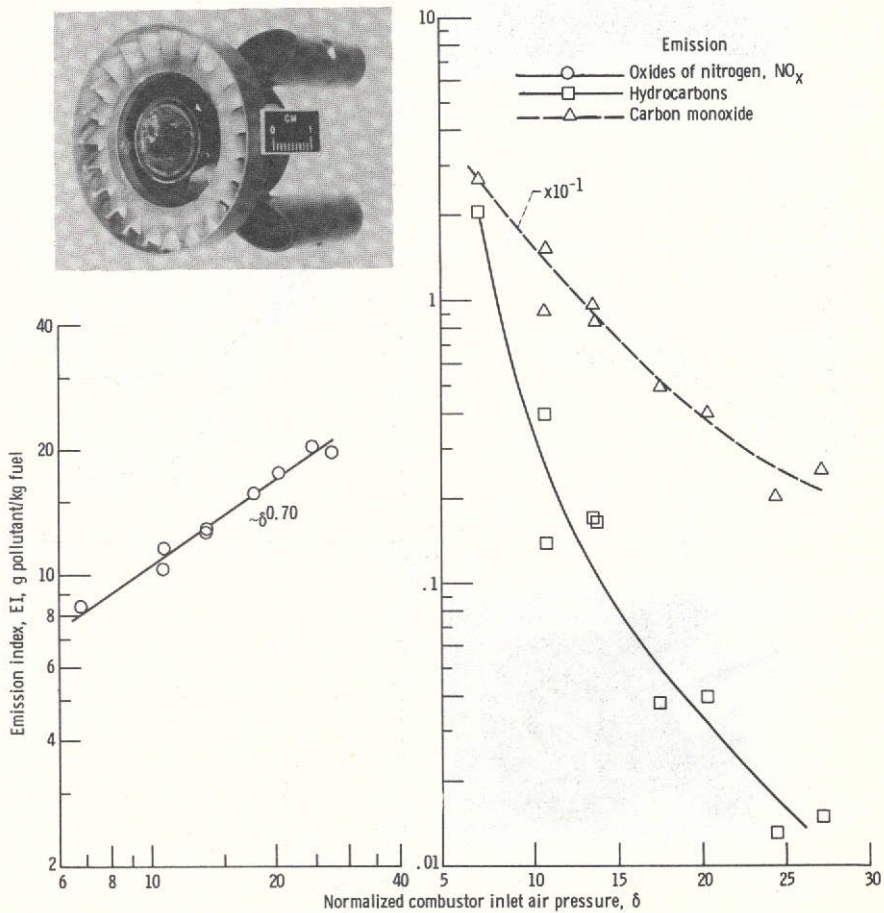 CM
0 1
Emission
Oxides of nitrogen, NOx
Hydrocarbons
Carbon monoxide
~x10-1
10
1
.1
.01
5 10 15 20 25 30
Emission index, EI, g pollutant/kg fuel
40
20
10
8
6
4
2
~δ0.70
6 8 10 20 40
Normalized combustor inlet air pressure, δ